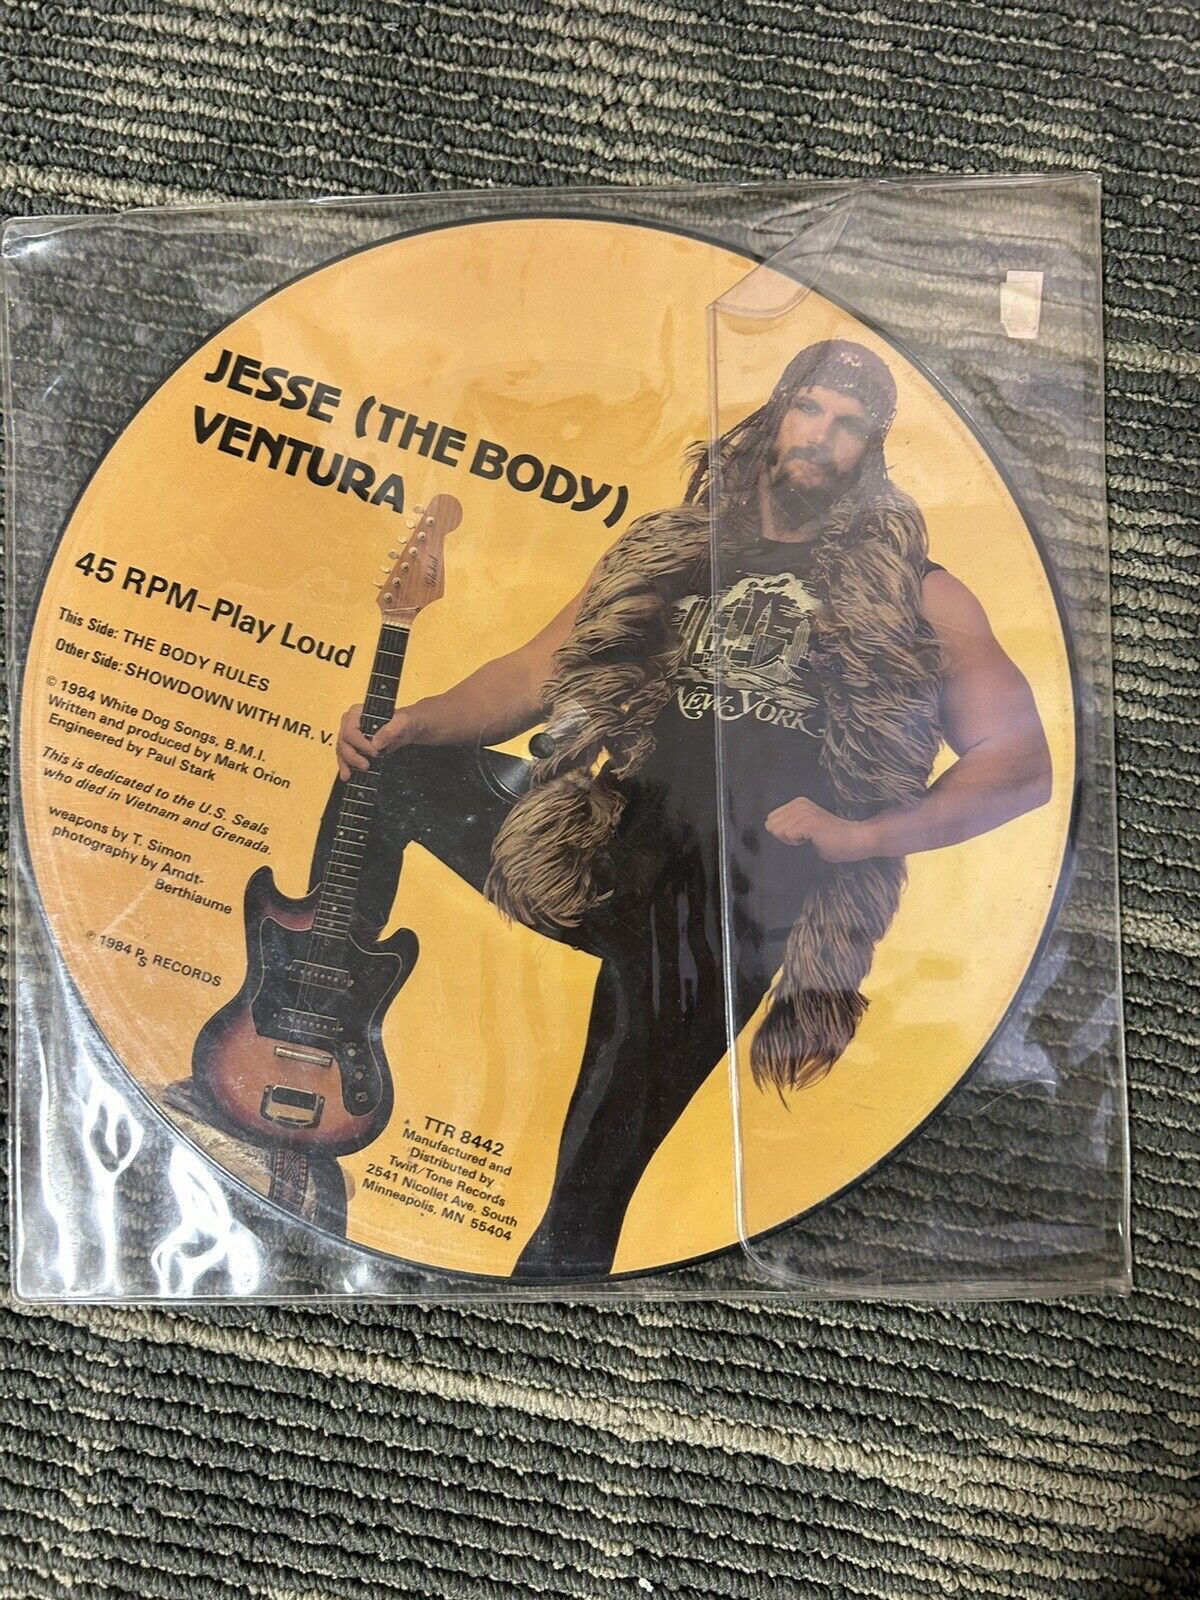 JESSE (THE BODY)
VENTURA
45 RPM–Play Loud
This Side: THE BODY RULES
Other Side: SHOWDOWN WITH MR. V.
© 1984 White Dog Songs, B.M.I.
Written and produced by Mark Orion
Engineered by Paul Stark
This is dedicated to the U.S. Seals
who died in Vietnam and Grenada.
weapons by T. Simon
photography by Arndt-
Berthiaume
℗ 1984 PS RECORDS
TTR 8442
Manufactured and
Distributed by
Twin/Tone Records
2541 Nicollet Ave. South
Minneapolis, MN 55404
NEW YORK